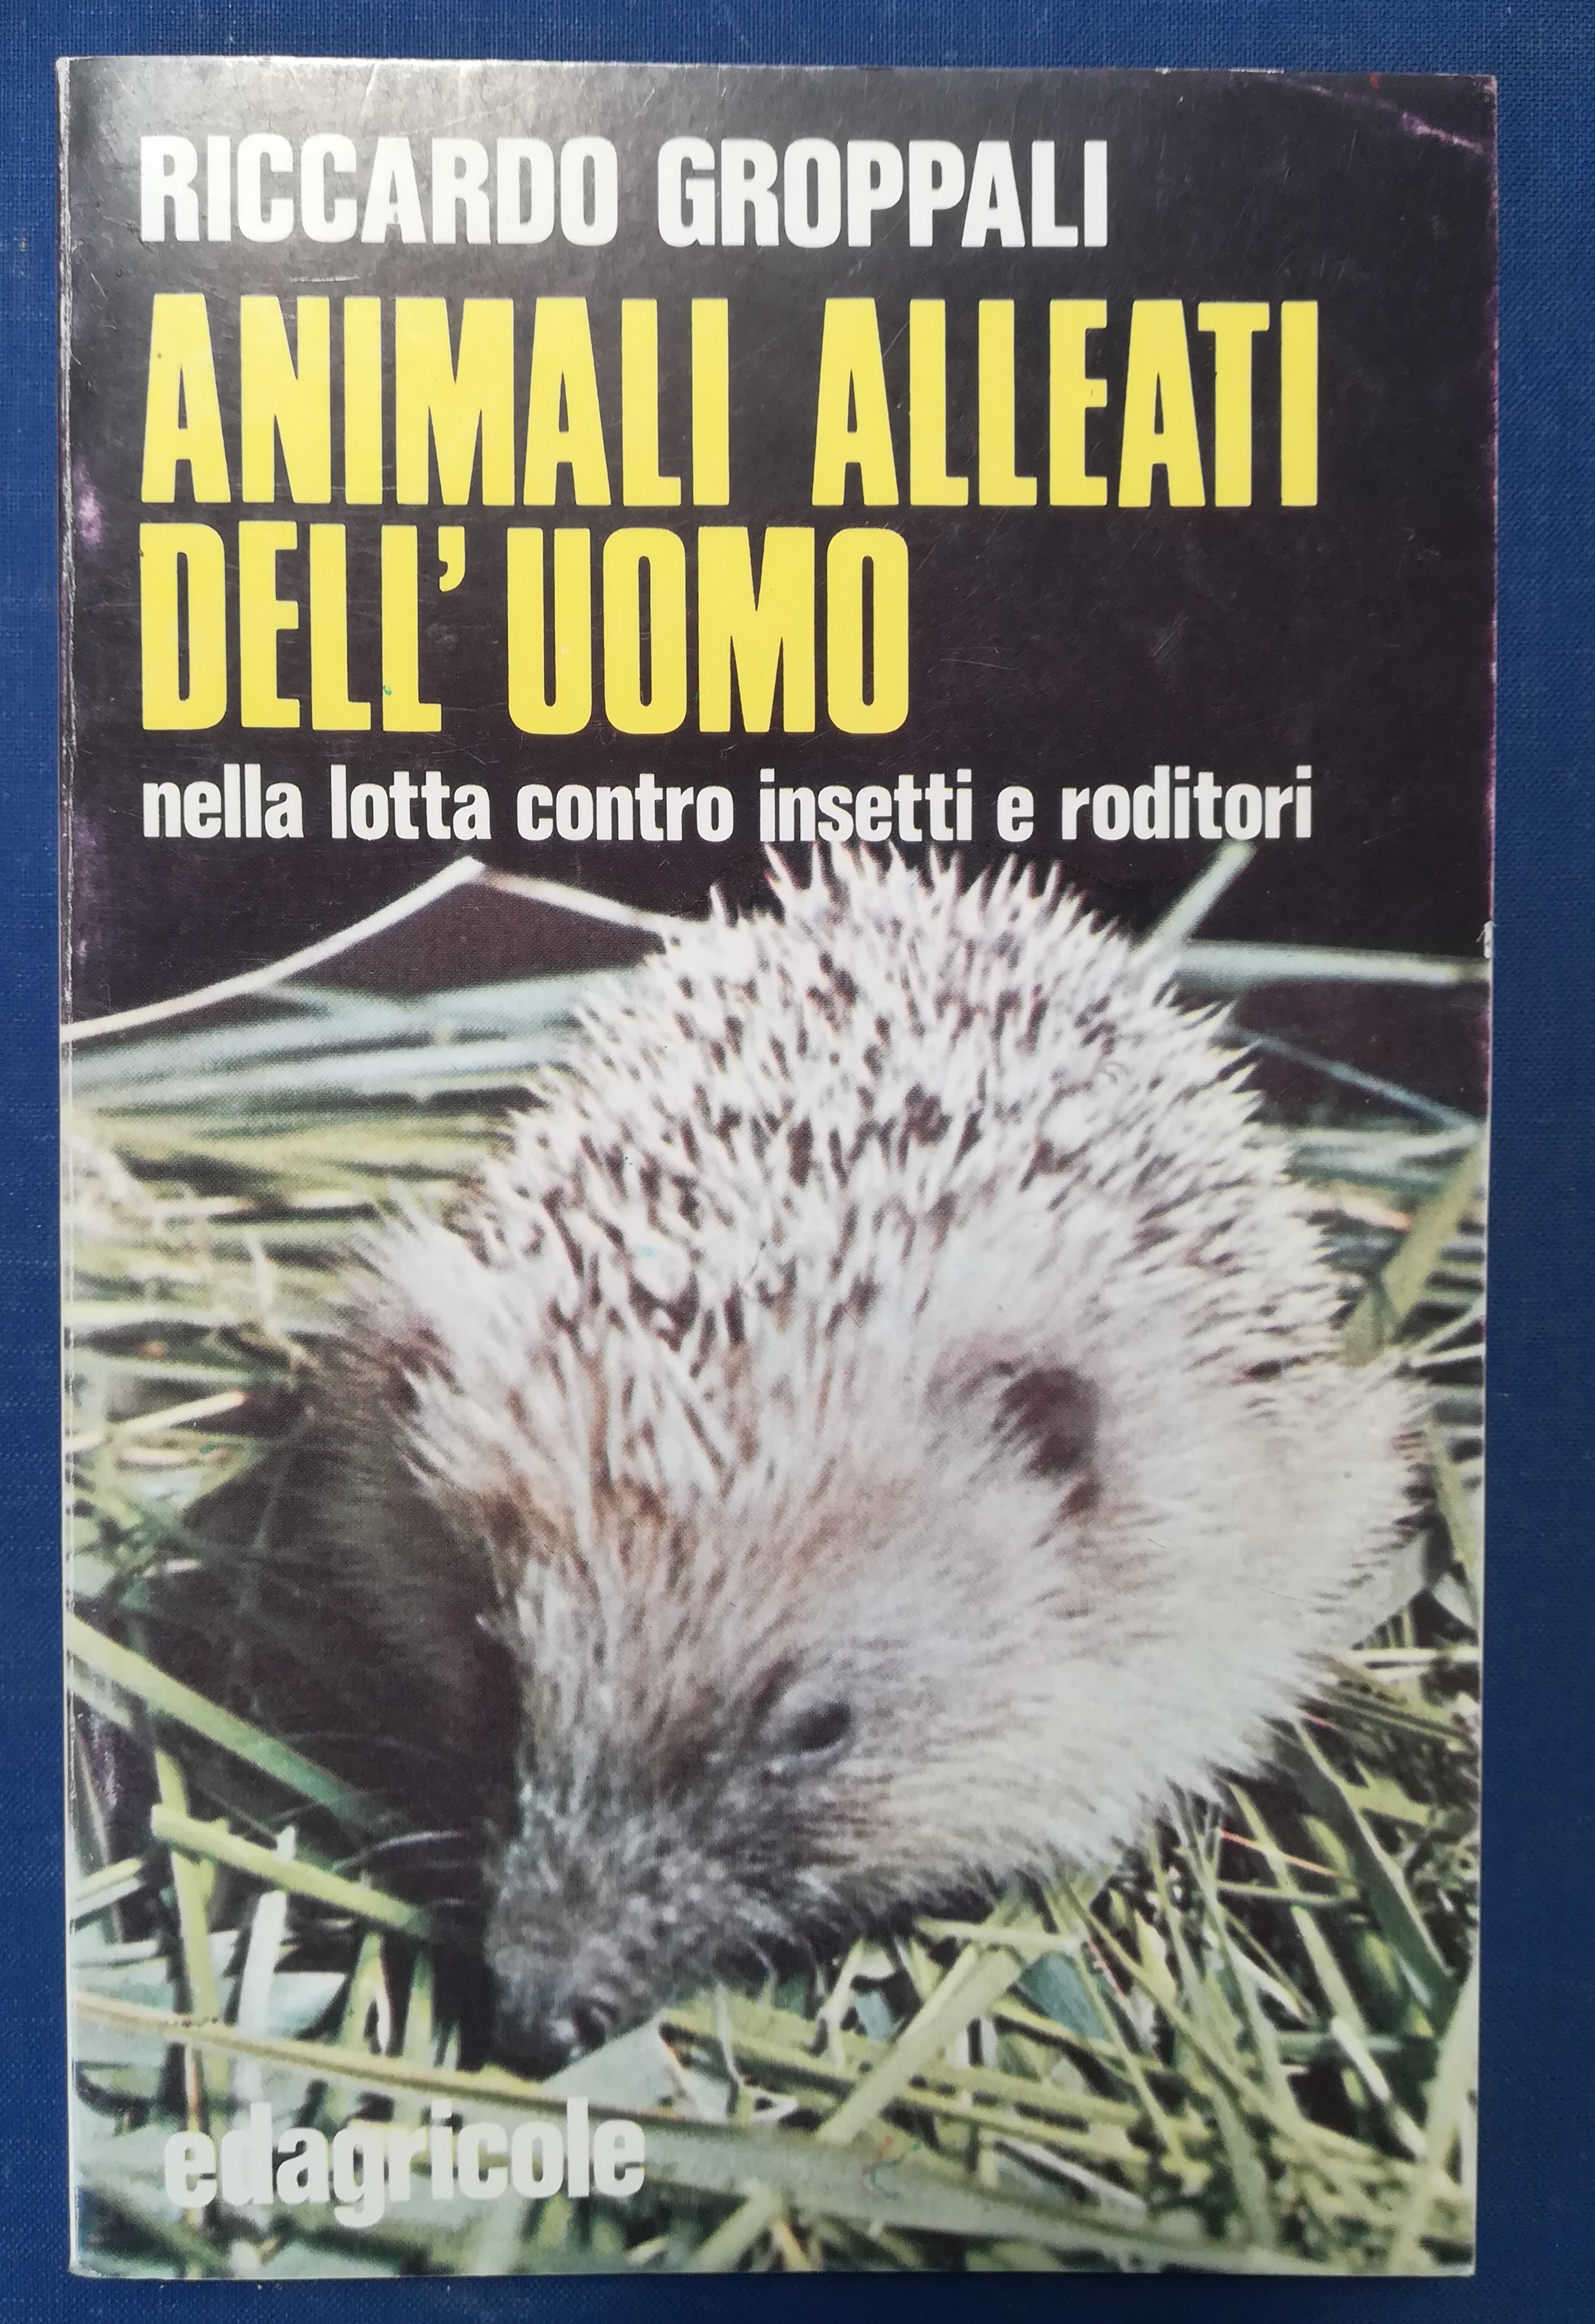 RICCARDO GROPPALI
ANIMALI ALLEATI
DELL'UOMO
nella lotta contro insetti e roditori
edagricole